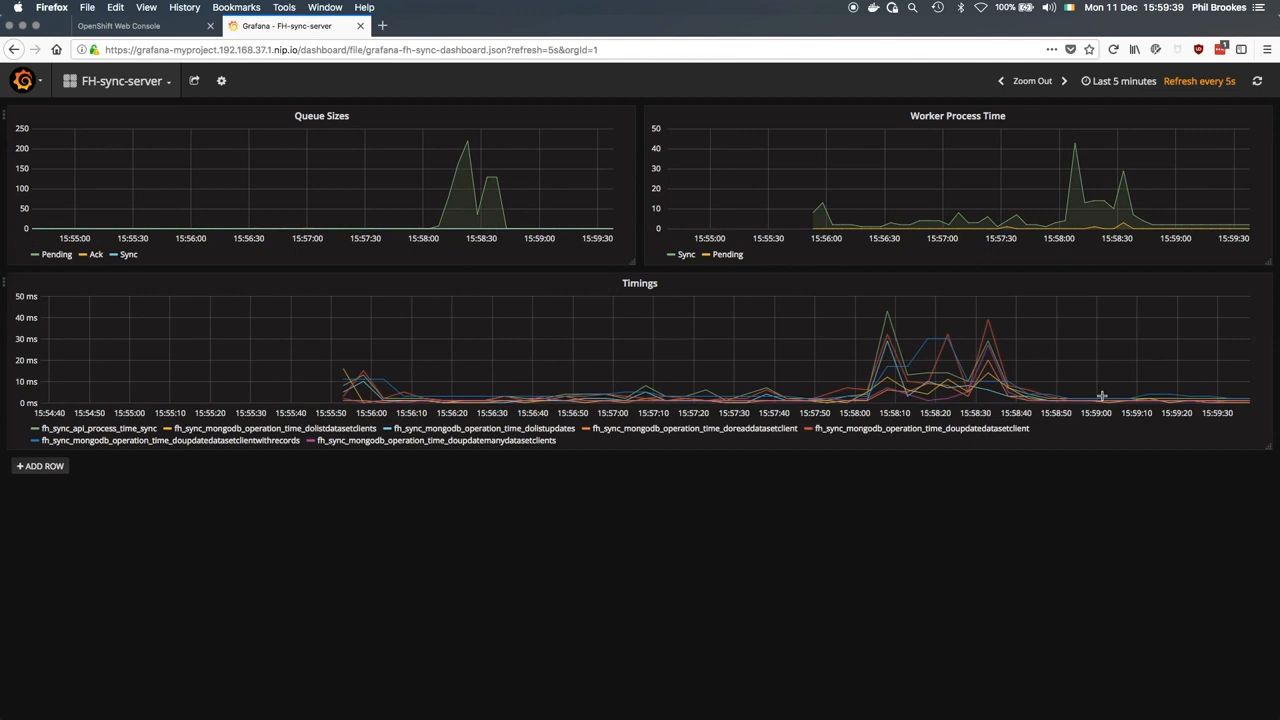 Firefox File Edit View History Bookmarks Tools Window Help 100% Mon 11 Dec 15:59:39 Phil Brookes
OpenShift Web Console Grafana - FH-sync-server
https://grafana-myproject.192.168.37.1.nip.io/dashboard/file/grafana-fh-sync-dashboard.json?refresh=5s&orgId=1
FH-sync-server Zoom Out Last 5 minutes Refresh every 5s
Queue Sizes
250
200
150
100
50
0
15:55:00 15:55:30 15:56:00 15:56:30 15:57:00 15:57:30 15:58:00 15:58:30 15:59:00 15:59:30
Pending Ack Sync
Worker Process Time
50
40
30
20
10
0
15:55:00 15:55:30 15:56:00 15:56:30 15:57:00 15:57:30 15:58:00 15:58:30 15:59:00 15:59:30
Sync Pending
Timings
50 ms
40 ms
30 ms
20 ms
10 ms
0 ms
15:54:40 15:54:50 15:55:00 15:55:10 15:55:20 15:55:30 15:55:40 15:55:50 15:56:00 15:56:10 15:56:20 15:56:30 15:56:40 15:56:50 15:57:00 15:57:10 15:57:20 15:57:30 15:57:40 15:57:50 15:58:00 15:58:10 15:58:20 15:58:30 15:58:40 15:58:50 15:59:00 15:59:10 15:59:20 15:59:30
fh_sync_api_process_time_sync fh_sync_mongodb_operation_time_dolistdatasetclients fh_sync_mongodb_operation_time_dolistupdates fh_sync_mongodb_operation_time_doreaddatasetclient fh_sync_mongodb_operation_time_doupdatedatasetclient
fh_sync_mongodb_operation_time_doupdatedatasetclientwithrecords fh_sync_mongodb_operation_time_doupdatemanydatasetclients
+ ADD ROW